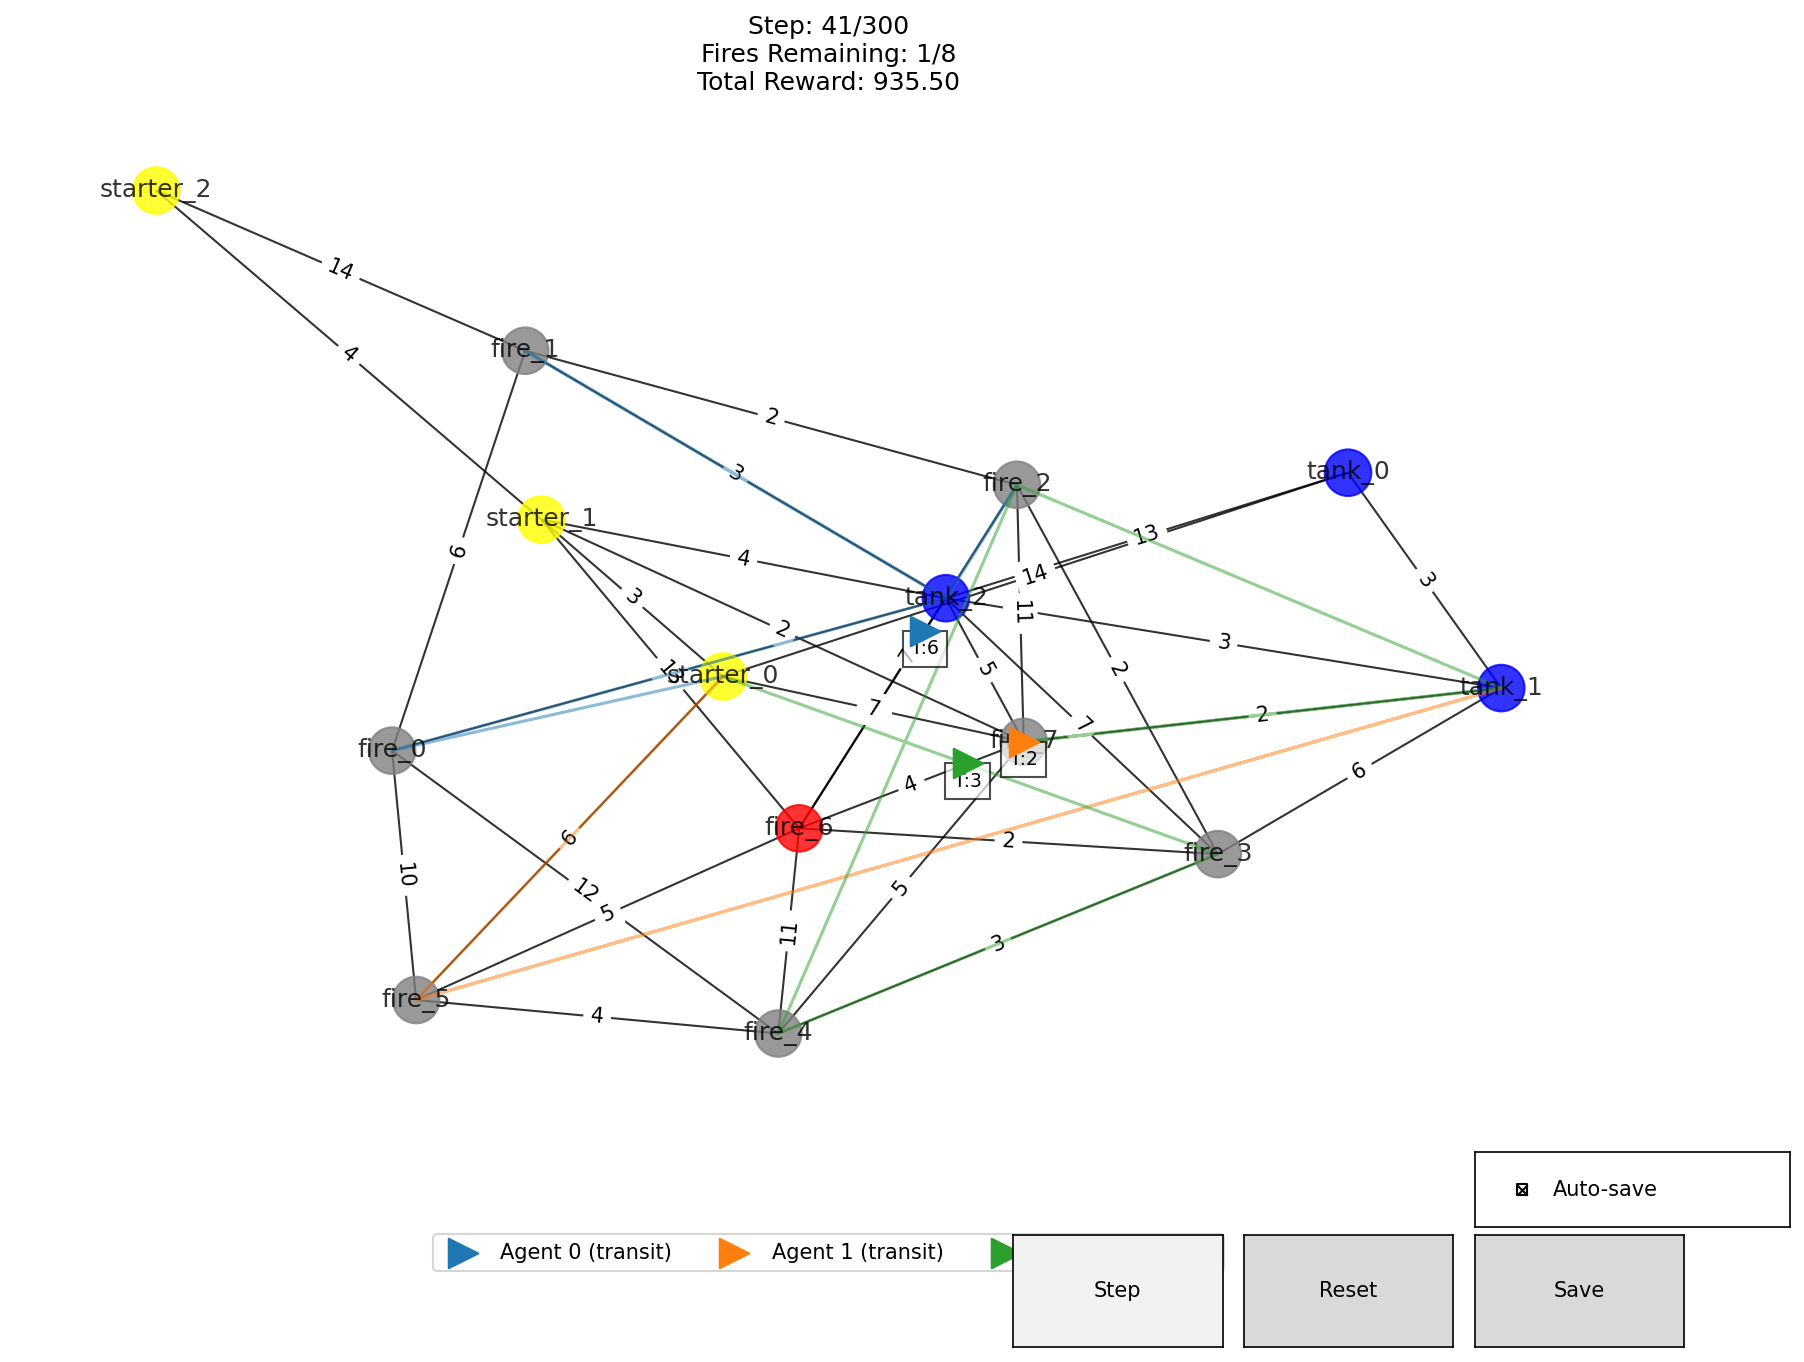 Step: 41/300
Fires Remaining: 1/8
Total Reward: 935.50
starter_2
14
4
fire_1
2
3
6
fire_2
tank_0
starter_1
13
4
14
3
tank_2
11
3
2
3
T:6
5
2
starter_0
tank_1
7
7
2
fire_0
fire_7
T:2
T:3
4
6
fire_6
6
2
fire_3
10
12
5
5
11
3
fire_5
4
fire_4
Auto-save
Agent 0 (transit)
Agent 1 (transit)
Step
Reset
Save